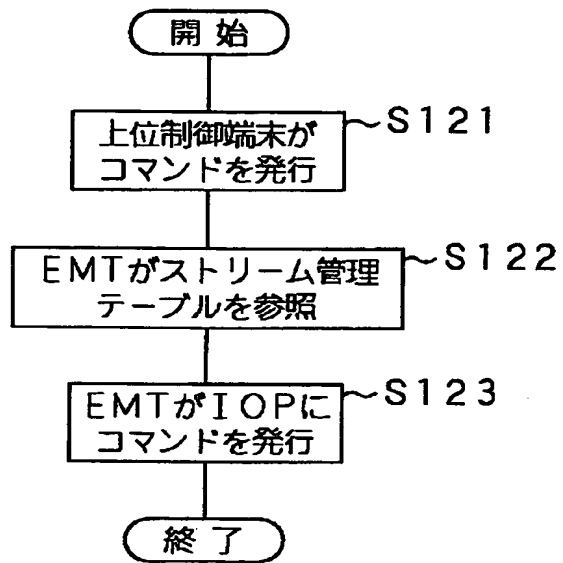 開始
上位制御端末が
コマンドを発行
S121
EMTがストリーム管理
テーブルを参照
S122
EMTがIOPに
コマンドを発行
S123
終了